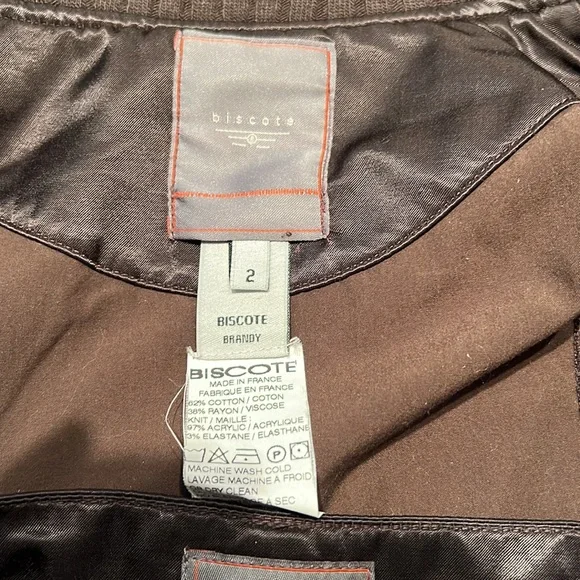 biscote
2
BISCOTE
BRANDY
BISCOTE
MADE IN FRANCE
FABRIQUE EN FRANCE
62% COTTON / COTON
38% RAYON / VISCOSE
KNIT / MAILLE :
97% ACRYLIC / ACRYLIQUE
3% ELASTANE / ELASTHANE
P
MACHINE WASH COLD
LAVAGE MACHINE A FROID
DRY CLEAN
A SEC